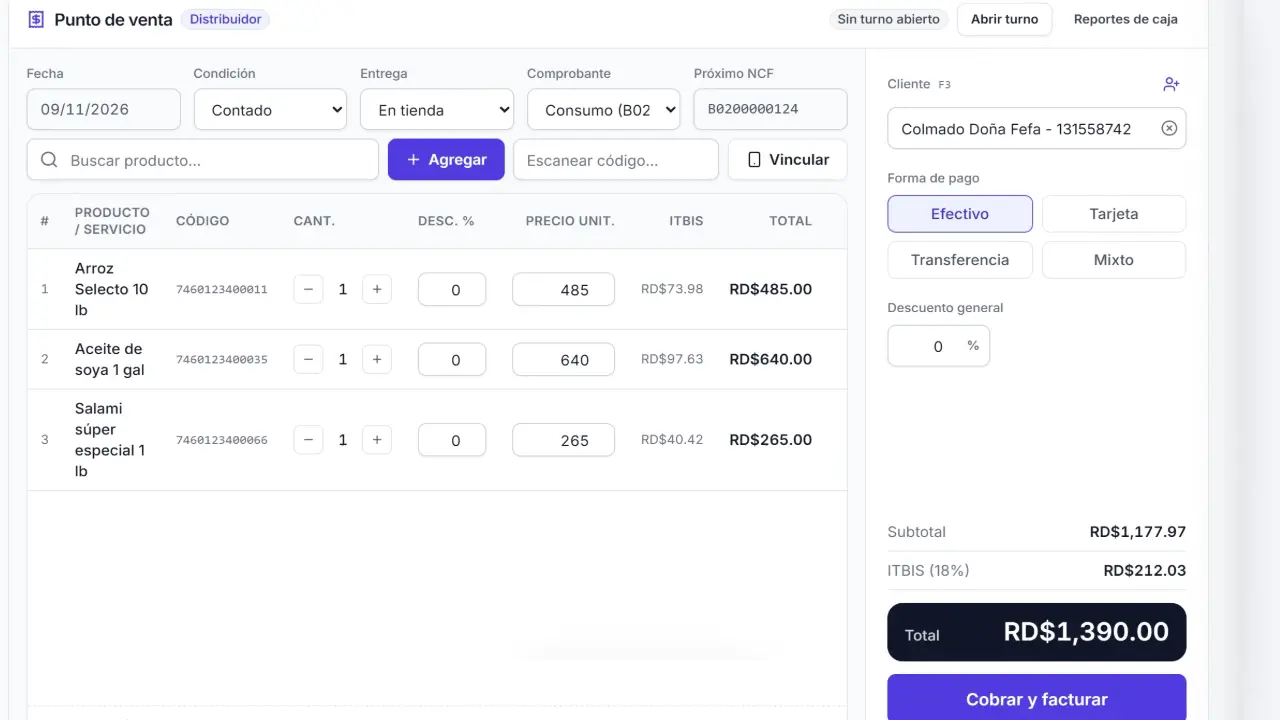 Punto de venta Distribuidor Sin turno abierto Abrir turno Reportes de caja
Fecha Condición Entrega Comprobante Próximo NCF
09/11/2026 Contado En tienda Consumo (B02 B0200000124
Buscar producto... + Agregar Escanear código... Vincular
# PRODUCTO / SERVICIO CÓDIGO CANT. DESC. % PRECIO UNIT. ITBIS TOTAL
1 Arroz Selecto 10 lb 7460123400011 − 1 + 0 485 RD$73.98 RD$485.00
2 Aceite de soya 1 gal 7460123400035 − 1 + 0 640 RD$97.63 RD$640.00
3 Salami súper especial 1 lb 7460123400066 − 1 + 0 265 RD$40.42 RD$265.00
Cliente F3
Colmado Doña Fefa - 131558742
Forma de pago
Efectivo Tarjeta
Transferencia Mixto
Descuento general
0 %
Subtotal RD$1,177.97
ITBIS (18%) RD$212.03
Total RD$1,390.00
Cobrar y facturar